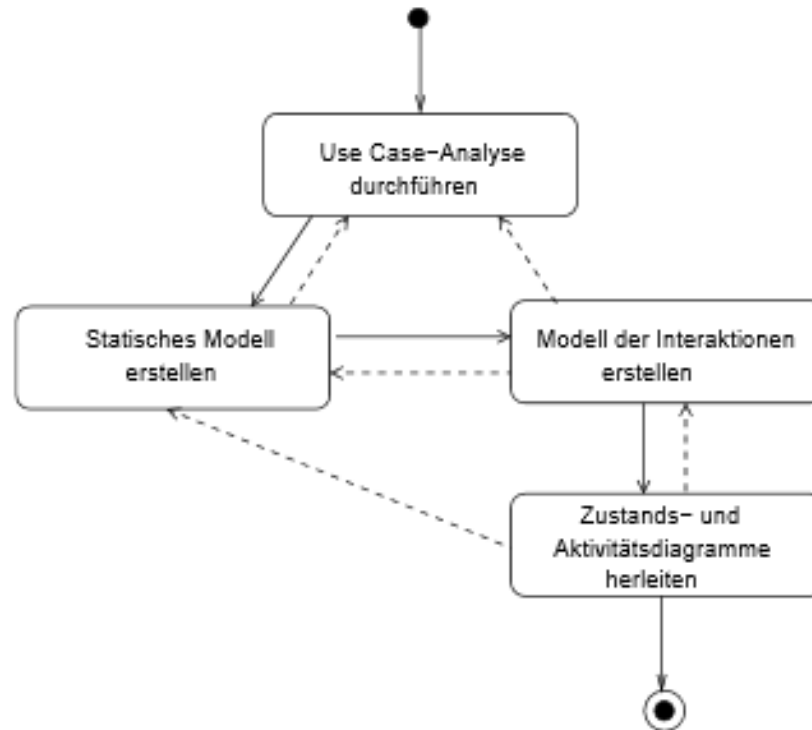 Use Case-Analyse
durchführen
Statisches Modell
erstellen
Modell der Interaktionen
erstellen
Zustands- und
Aktivitätsdiagramme
herleiten